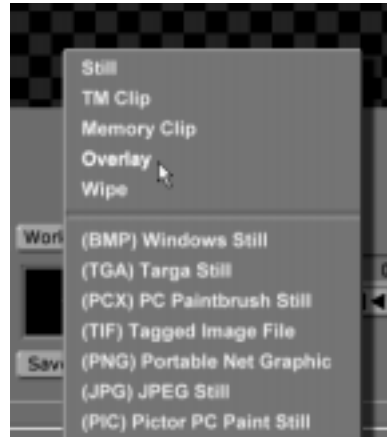 Still
TM Clip
Memory Clip
Overlay
Wipe
(BMP) Windows Still
(TGA) Targa Still
(PCX) PC Paintbrush Still
(TIF) Tagged Image File
(PNG) Portable Net Graphic
(JPG) JPEG Still
(PIC) Pictor PC Paint Still